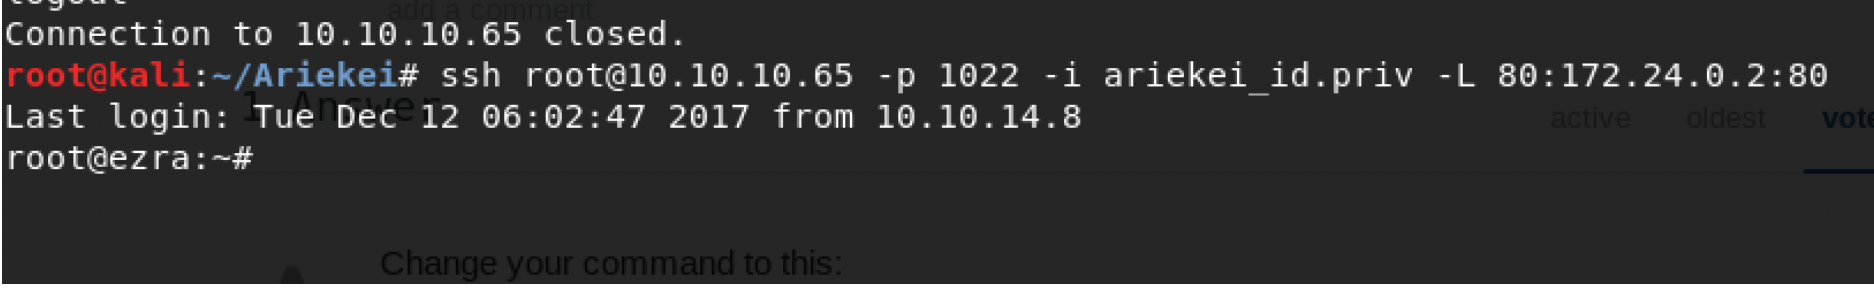 logout
add a comment
Connection to 10.10.10.65 closed.
root@kali:~/Ariekei# ssh root@10.10.10.65 -p 1022 -i ariekei_id.priv -L 80:172.24.0.2:80
1 Answer
Last login: Tue Dec 12 06:02:47 2017 from 10.10.14.8
active oldest vote
root@ezra:~#
Change your command to this: